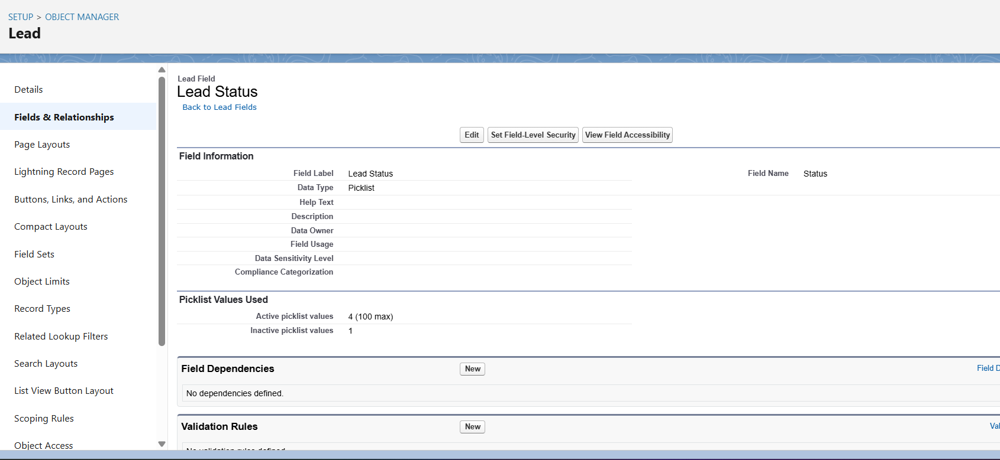 SETUP > OBJECT MANAGER
Lead
Details
Fields & Relationships
Page Layouts
Lightning Record Pages
Buttons, Links, and Actions
Compact Layouts
Field Sets
Object Limits
Record Types
Related Lookup Filters
Search Layouts
List View Button Layout
Scoping Rules
Object Access
Lead Field
Lead Status
Back to Lead Fields
Edit Set Field-Level Security View Field Accessibility
Field Information
Field Label Lead Status Field Name Status
Data Type Picklist
Help Text
Description
Data Owner
Field Usage
Data Sensitivity Level
Compliance Categorization
Picklist Values Used
Active picklist values 4 (100 max)
Inactive picklist values 1
Field Dependencies New Field D
No dependencies defined.
Validation Rules New Val
No validation rules defined.